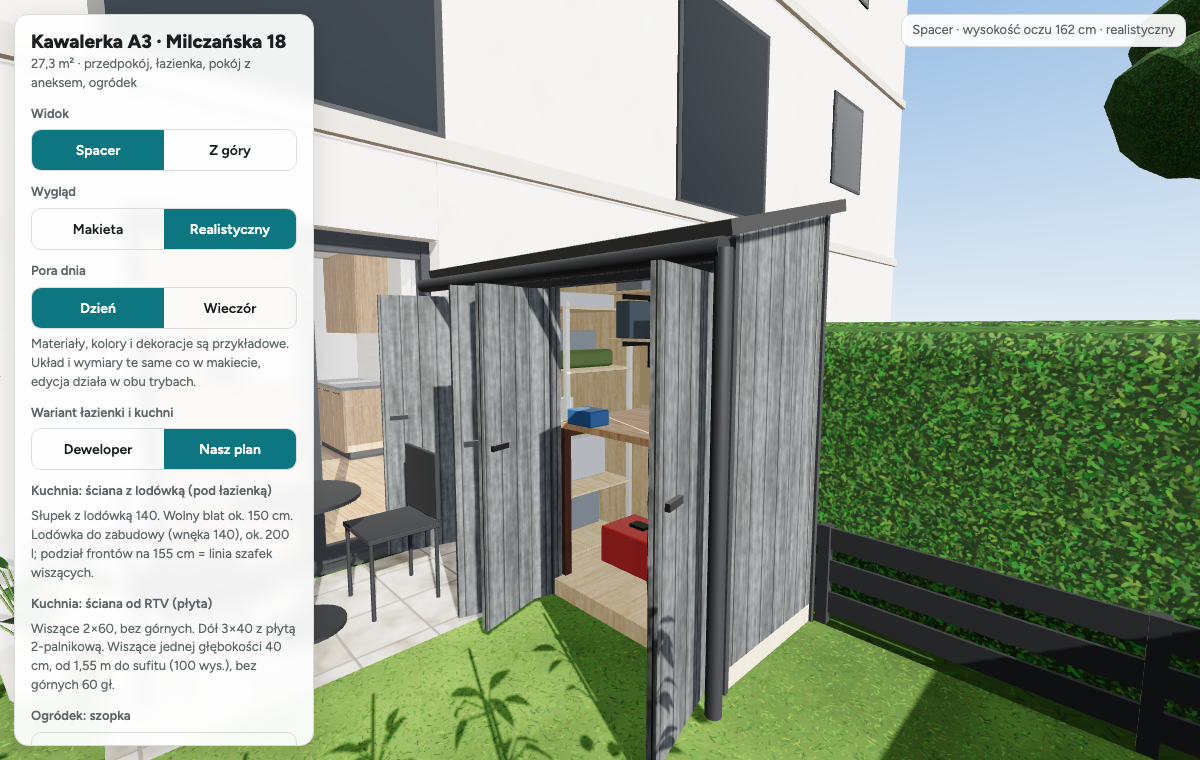 Kawalerka A3 · Milczańska 18
27,3 m² · przedpokój, łazienka, pokój z
aneksem, ogródek
Widok
Spacer
Z góry
Wygląd
Makieta
Realistyczny
Pora dnia
Dzień
Wieczór
Materiały, kolory i dekoracje są przykładowe.
Układ i wymiary te same co w makiecie,
edycja działa w obu trybach.
Wariant łazienki i kuchni
Deweloper
Nasz plan
Kuchnia: ściana z lodówką (pod łazienką)
Słupek z lodówką 140. Wolny blat ok. 150 cm.
Lodówka do zabudowy (wnęka 140), ok. 200
l; podział frontów na 155 cm = linia szafek
wiszących.
Kuchnia: ściana od RTV (płyta)
Wiszące 2×60, bez górnych. Dół 3×40 z płytą
2-palnikową. Wiszące jednej głębokości 40
cm, od 1,55 m do sufitu (100 wys.), bez
górnych 60 gł.
Ogródek: szopka
Spacer · wysokość oczu 162 cm · realistyczny